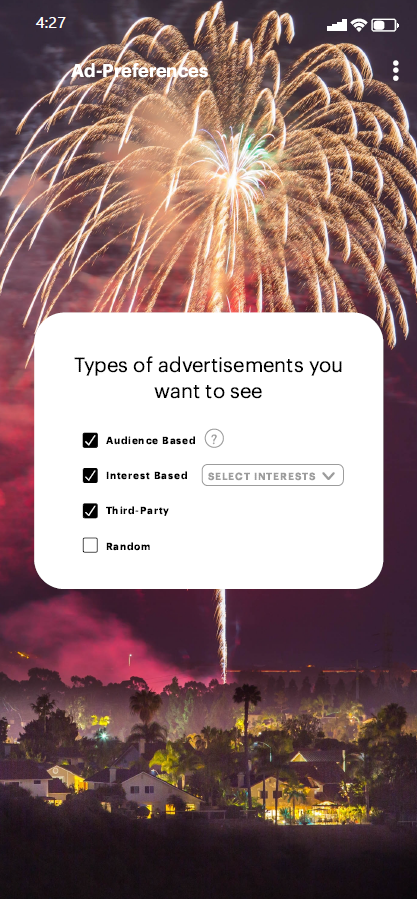 4:27
Ad-Preferences
Types of advertisements you
want to see
Audience Based ?
Interest Based SELECT INTERESTS
Third-Party
Random